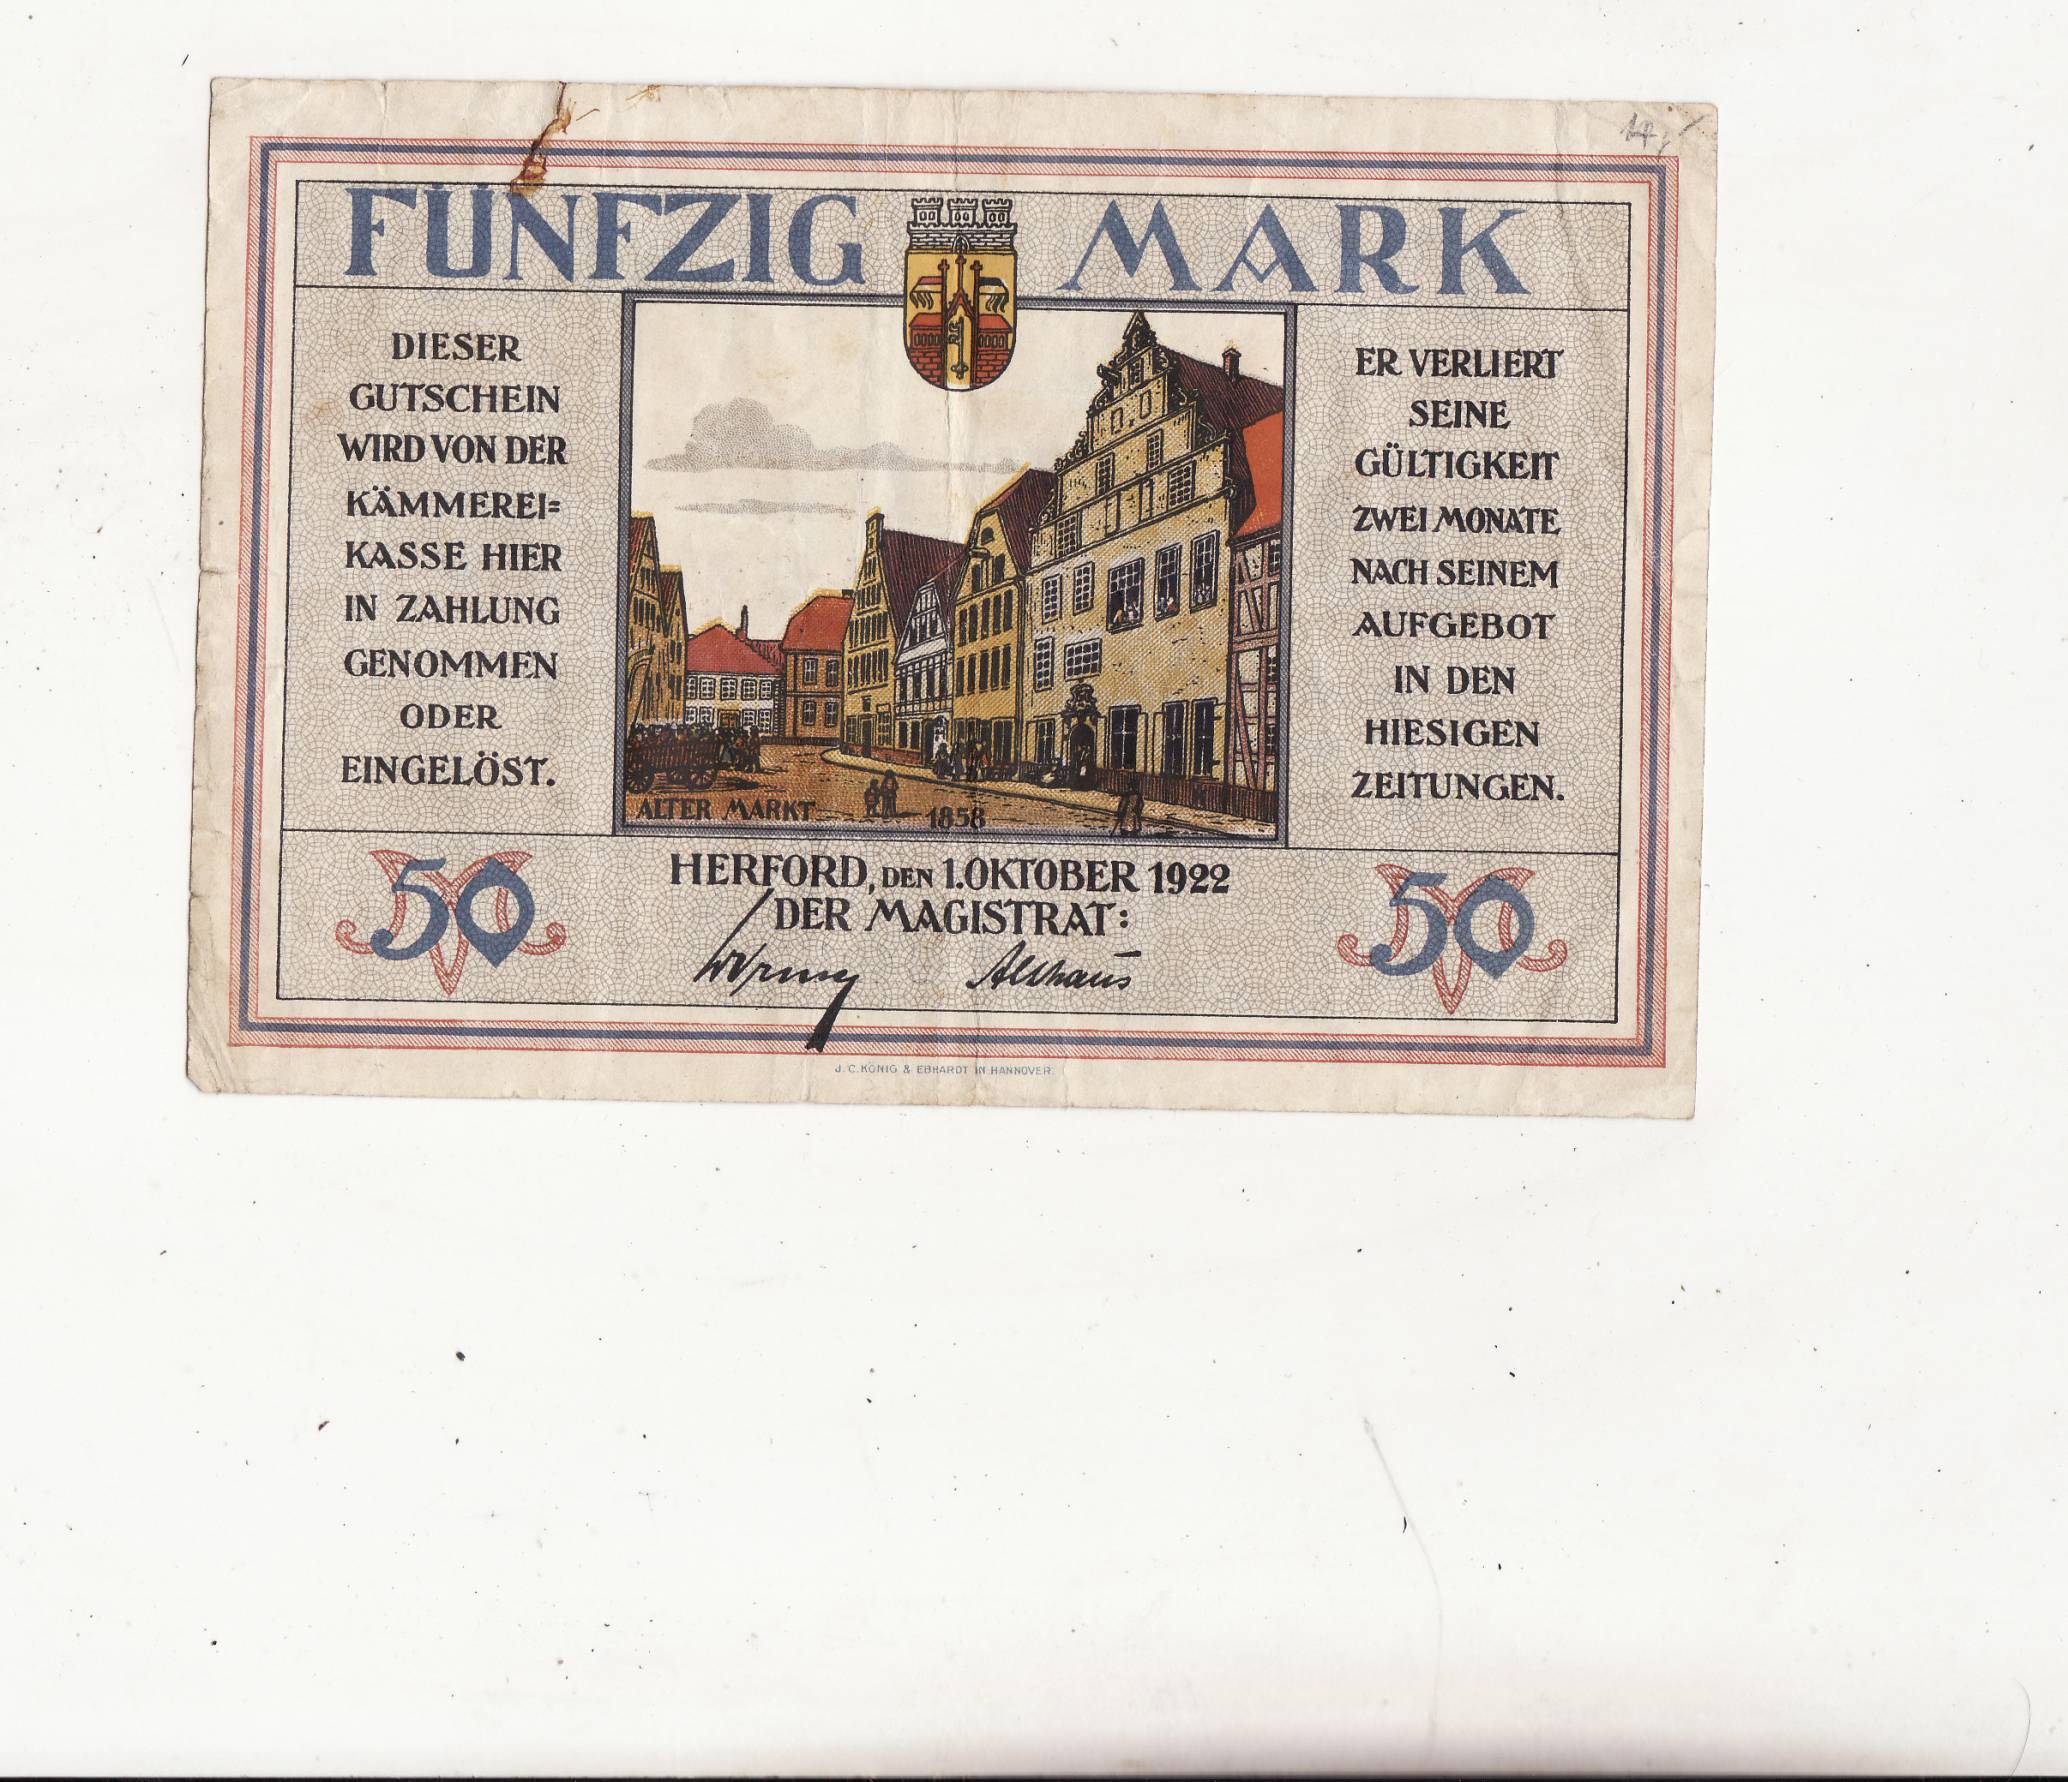 FÜNFZIG MARK
DIESER
GUTSCHEIN
WIRD VON DER
KÄMMEREI=
KASSE HIER
IN ZAHLUNG
GENOMMEN
ODER
EINGELÖST.
ER VERLIERT
SEINE
GÜLTIGKEIT
ZWEI MONATE
NACH SEINEM
AUFGEBOT
IN DEN
HIESIGEN
ZEITUNGEN.
ALTER MARKT 1858
50
HERFORD, DEN 1. OKTOBER 1922
DER MAGISTRAT:
Althaus
50
J. C. KÖNIG & EBHARDT IN HANNOVER